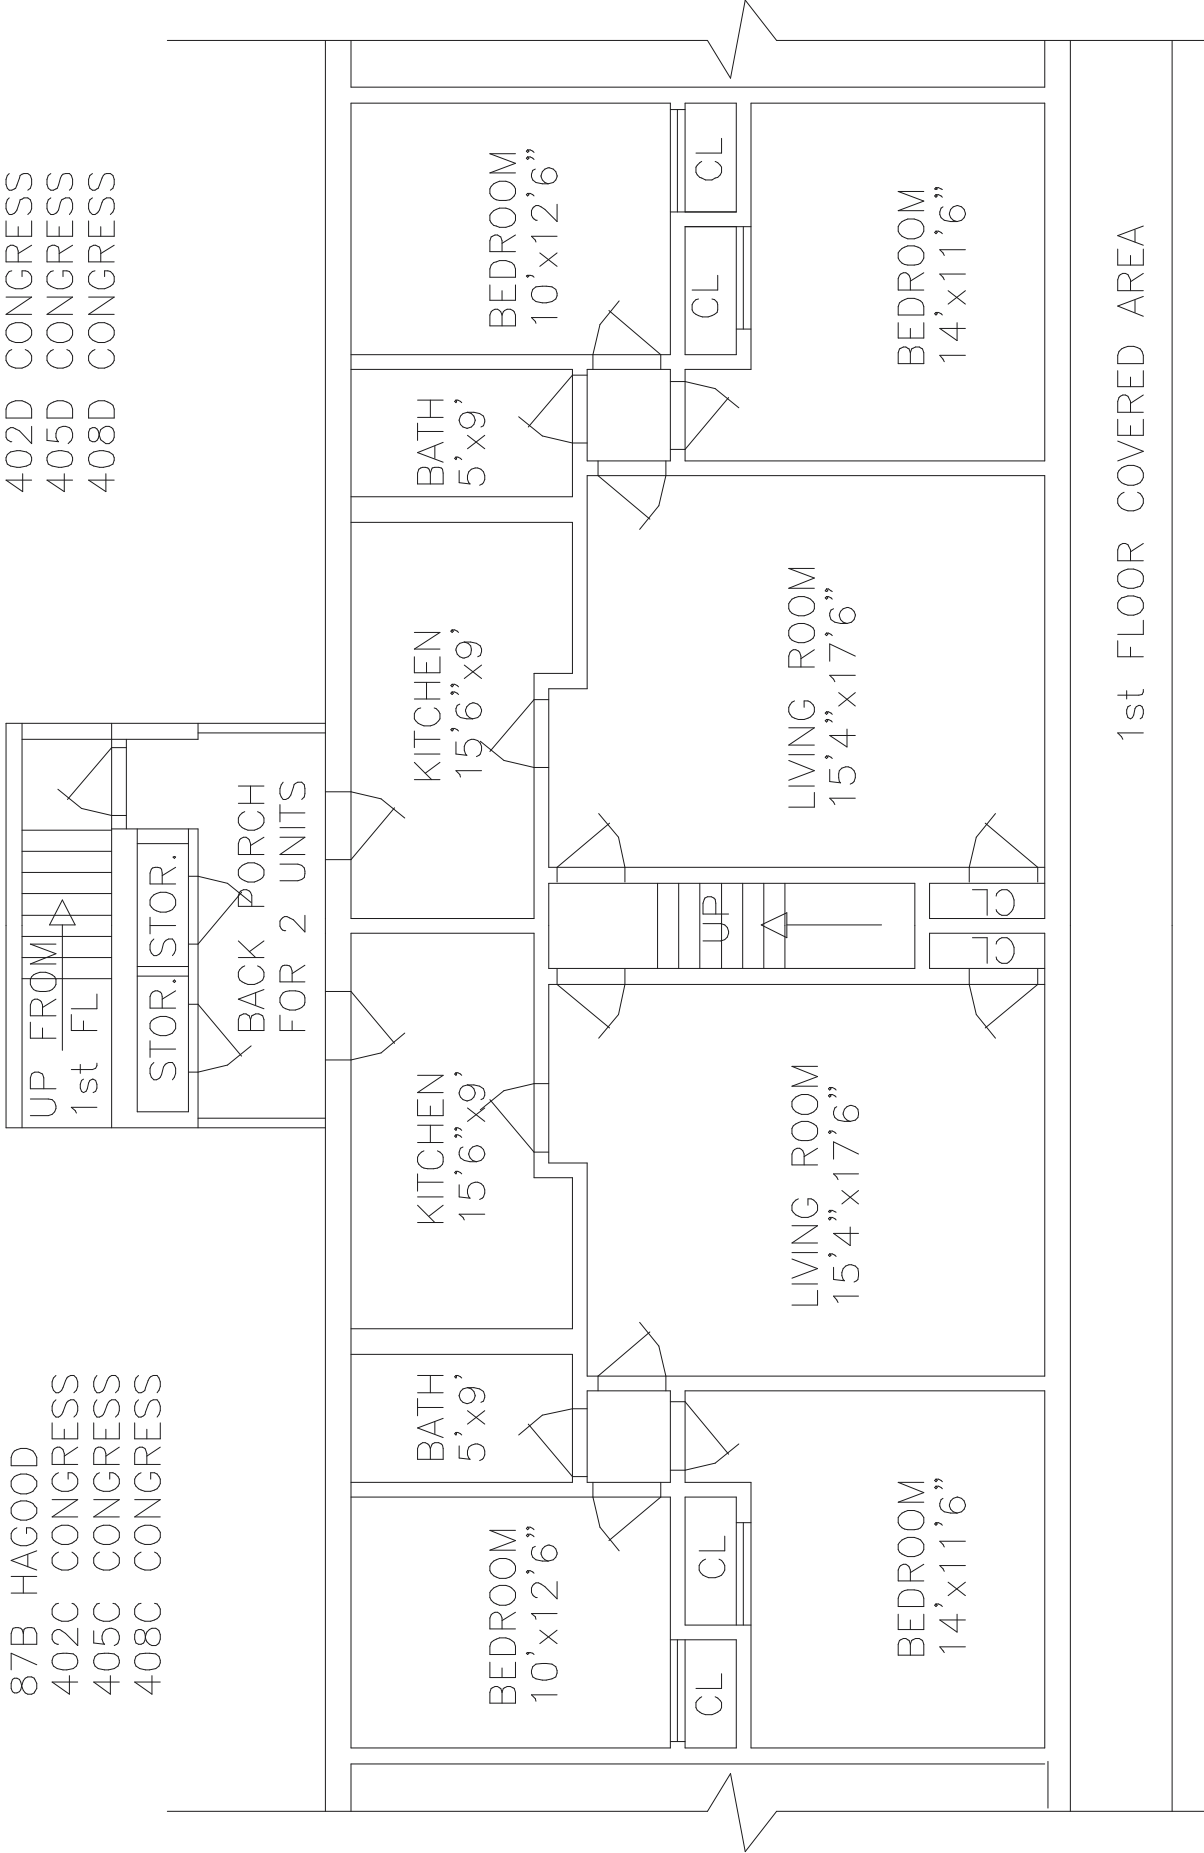 87B HAGOOD
402C CONGRESS
405C CONGRESS
408C CONGRESS
402D CONGRESS
405D CONGRESS
408D CONGRESS
UP FROM
1st FL
STOR.
STOR.
BACK PORCH
FOR 2 UNITS
BEDROOM
10'x12'6"
BATH
5'x9'
KITCHEN
15'6"x9'
KITCHEN
15'6"x9'
BATH
5'x9'
BEDROOM
10'x12'6"
CL
CL
UP
CL
CL
BEDROOM
14'x11'6"
LIVING ROOM
15'4"x17'6"
LIVING ROOM
15'4"x17'6"
BEDROOM
14'x11'6"
CL
CL
1st FLOOR COVERED AREA